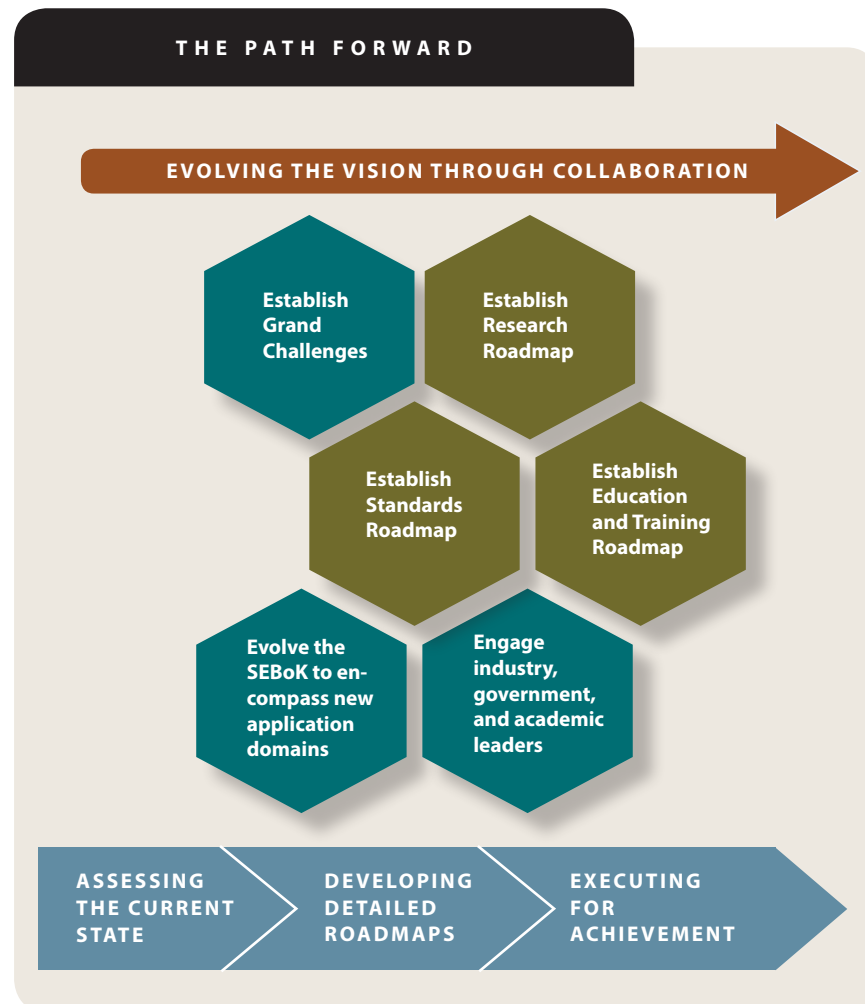 THE PATH FORWARD
EVOLVING THE VISION THROUGH COLLABORATION
Establish
Grand
Challenges
Establish
Research
Roadmap
Establish
Standards
Roadmap
Establish
Education
and Training
Roadmap
Evolve the
SEBoK to en-
compass new
application
domains
Engage
industry,
government,
and academic
leaders
ASSESSING
THE CURRENT
STATE
DEVELOPING
DETAILED
ROADMAPS
EXECUTING
FOR
ACHIEVEMENT